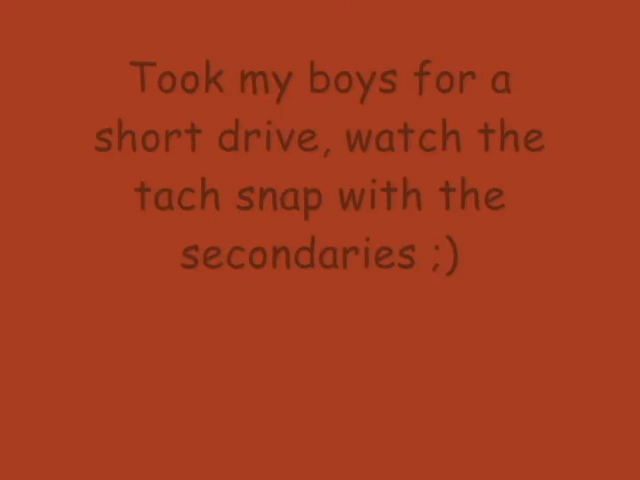 Took my boys for a
short drive, watch the
tach snap with the
secondaries ;)